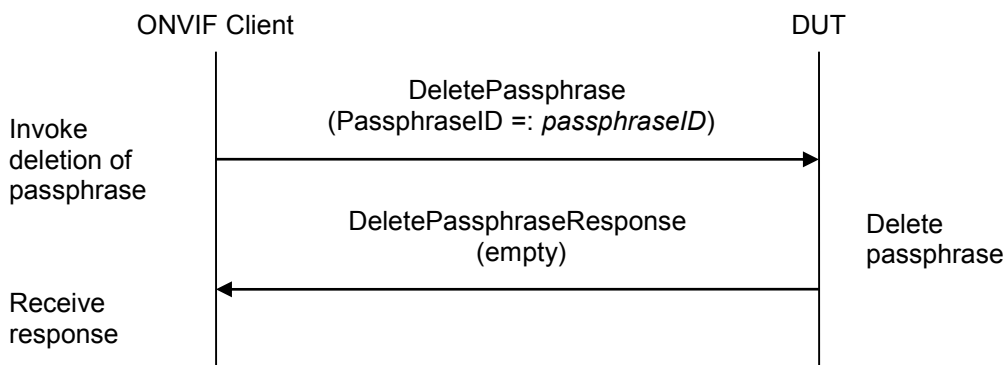 ONVIF Client
DUT
DeletePassphrase
(PassphraseID =: passphraseID)
Invoke
deletion of
passphrase
DeletePassphraseResponse
(empty)
Delete
passphrase
Receive
response